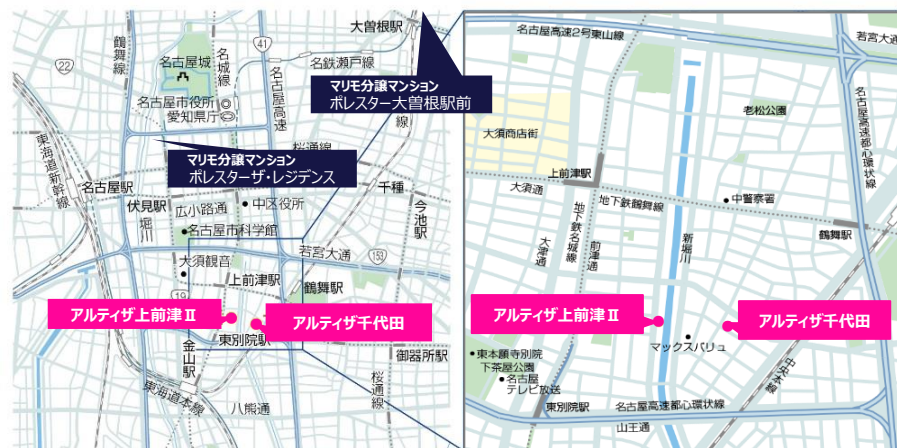 大曽根駅
鶴舞線
名古屋城
名城線
41
名古屋高速
名鉄瀬戸線
22
マリモ分譲マンション
ポレスター大曽根駅前
名古屋市役所
愛知県庁
線
東海道新幹線
マリモ分譲マンション
ポレスターザ・レジデンス
桜通線
名古屋駅
千種
伏見駅
広小路通
中区役所
今池駅
堀川
名古屋市科学館
若宮大通
153
大須観音
上前津駅
鶴舞駅
19
アルティザ上前津Ⅱ
アルティザ千代田
東別院駅
金山駅
御器所駅
東海道本線
八熊通
桜通線
名古屋高速2号東山線
若宮大通
老松公園
大須商店街
名古屋高速都心環状線
上前津駅
大須通
地下鉄鶴舞線
中警察署
鶴舞駅
地下鉄名城線
大津通
前津通
新堀川
アルティザ上前津Ⅱ
アルティザ千代田
マックスバリュ
東本願寺別院
下茶屋公園
名古屋
テレビ放送
中央本線
東別院駅
名古屋高速都心環状線
山王通